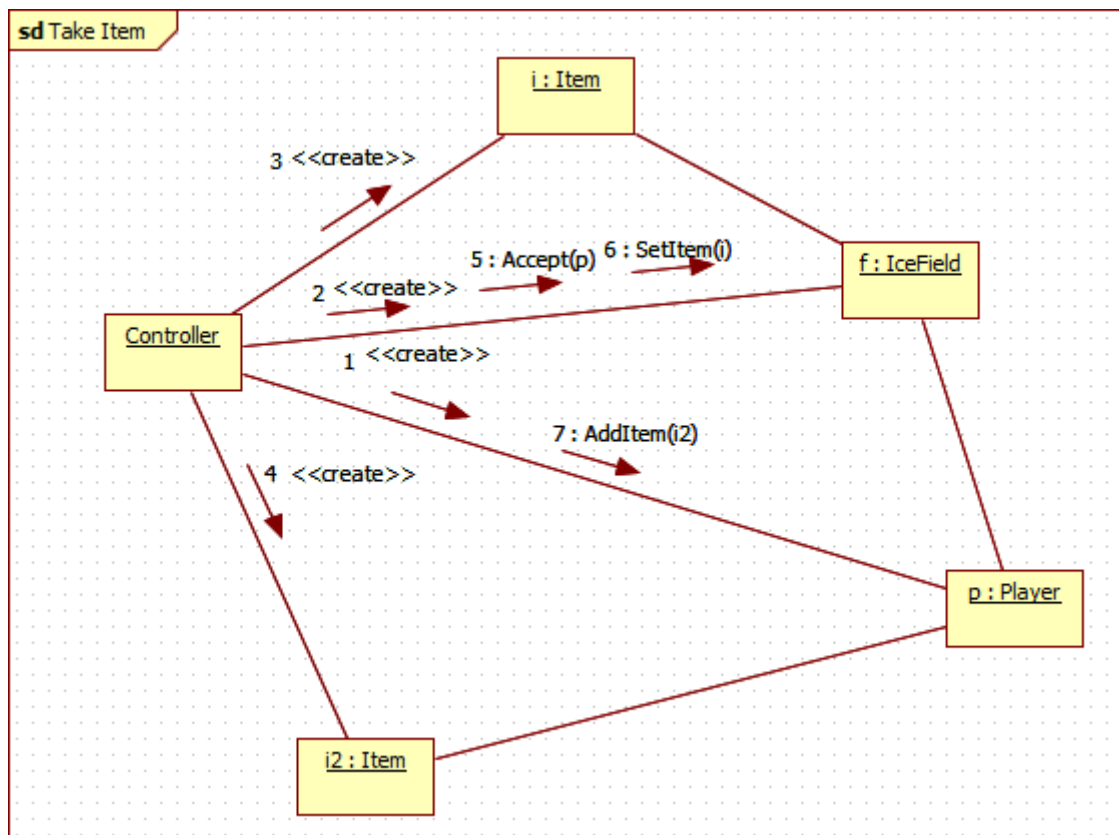 sd Take Item
i : Item
3 <<create>>
5 : Accept(p)
6 : SetItem(i)
f : IceField
2 <<create>>
Controller
1 <<create>>
7 : AddItem(i2)
4 <<create>>
p : Player
i2 : Item